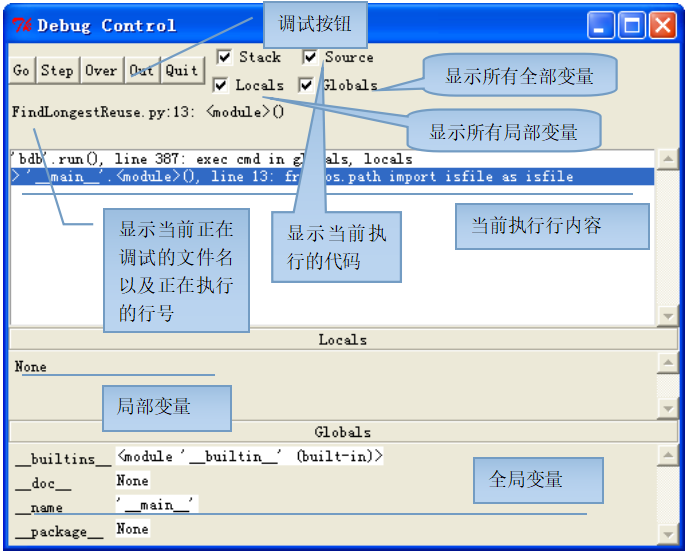 Debug Control
调试按钮
Go Step Over Out Quit
Stack Source
Locals Globals
显示所有全部变量
FindLongestReuse.py:13: <module>()
显示所有局部变量
'bdb'.run(), line 387: exec cmd in globals, locals
> '__main__'.<module>(), line 13: from os.path import isfile as isfile
显示当前正在
调试的文件名
以及正在执行
的行号
显示当前执
行的代码
当前执行行内容
Locals
None
局部变量
Globals
__builtins__ <module '__builtin__' (built-in)>
__doc__ None
__name '__main__'
__package__ None
全局变量